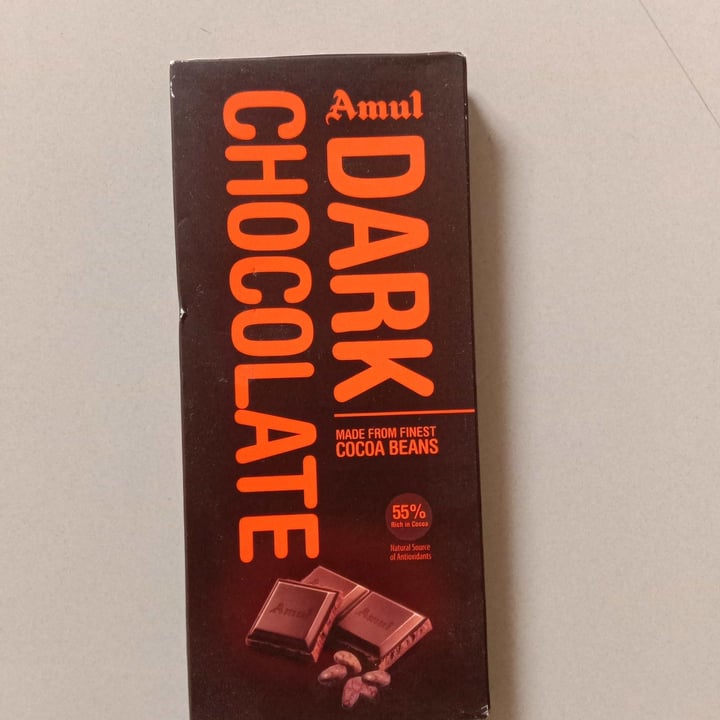 Amul
DARK
CHOCOLATE
MADE FROM FINEST
COCOA BEANS
55%
Rich in Cocoa
Natural Source
of Antioxidants
Amul
Amul